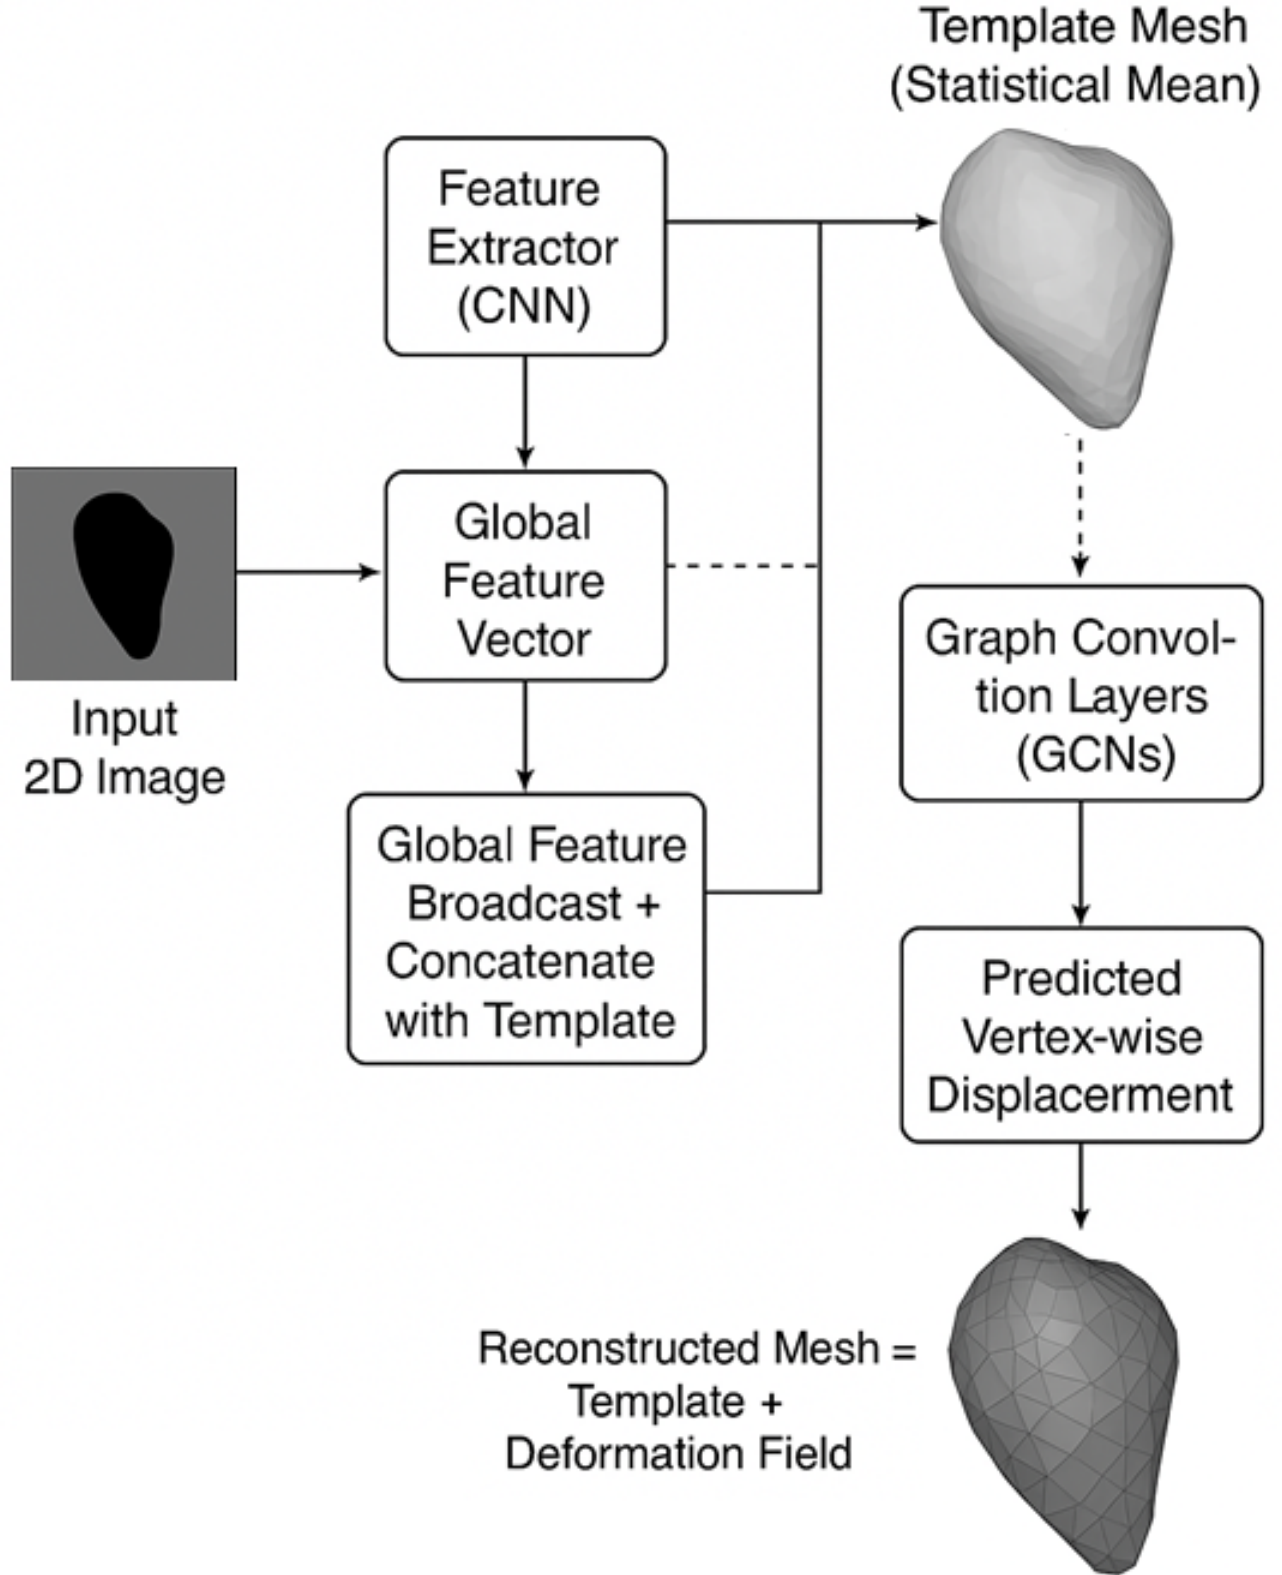 Template Mesh
(Statistical Mean)
Feature
Extractor
(CNN)
Global
Feature
Vector
Input
2D Image
Graph Convol-
tion Layers
(GCNs)
Global Feature
Broadcast +
Concatenate
with Template
Predicted
Vertex-wise
Displacerment
Reconstructed Mesh =
Template +
Deformation Field